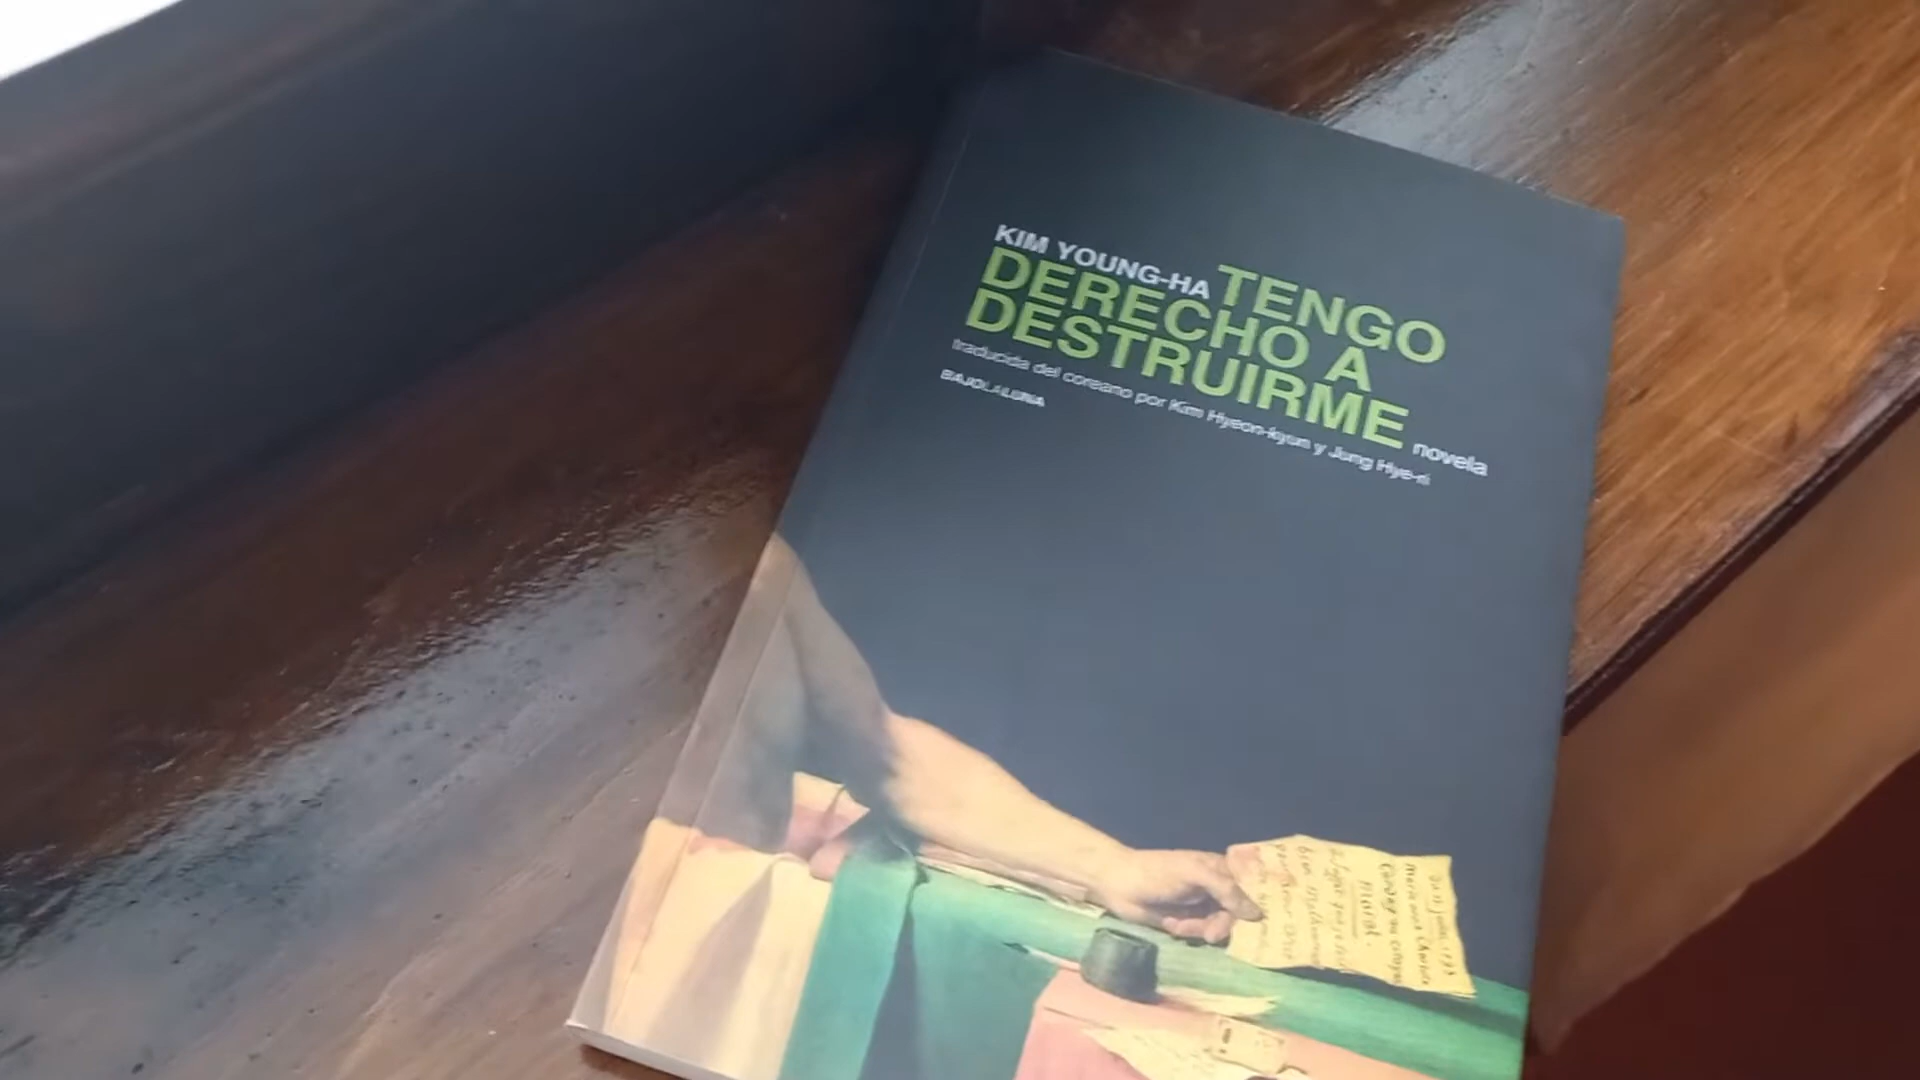 KIM YOUNG-HA TENGO
DERECHO A
DESTRUIRME novela
traducida del coreano por Kim Hyeon-kyun y Jung Hye-ri
BAJOLALUNA